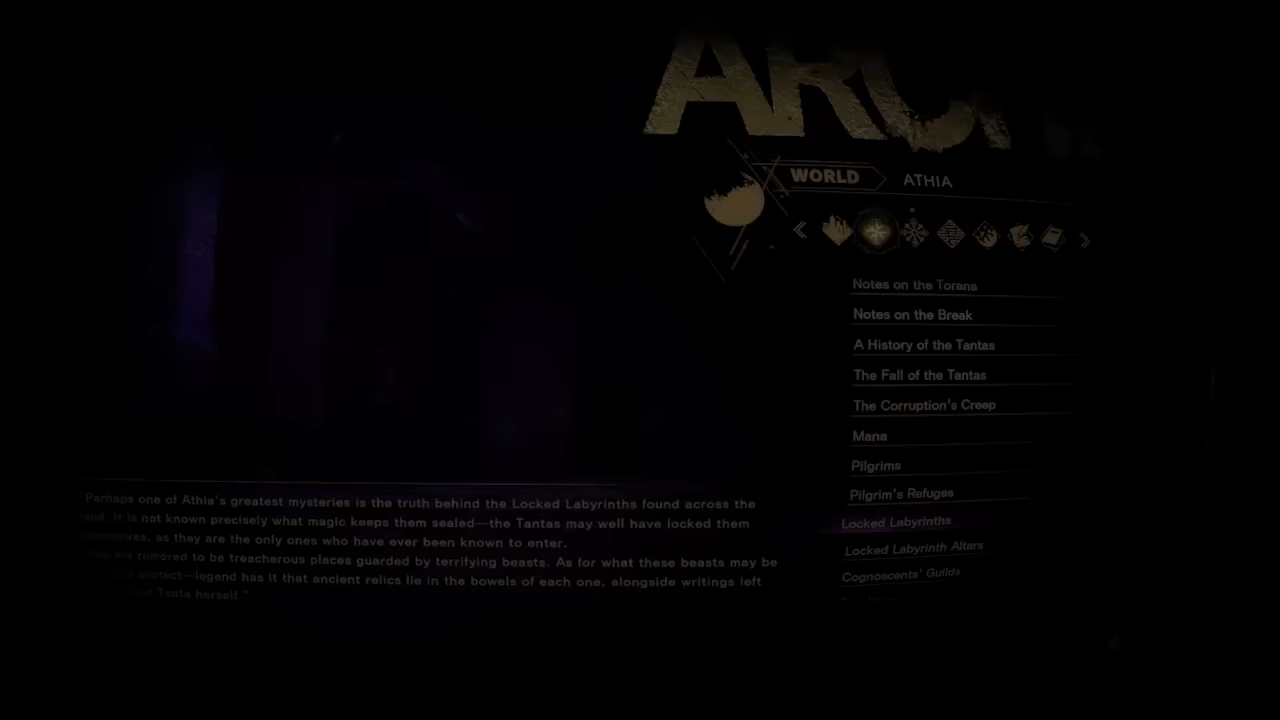 ARC
WORLD ATHIA
Notes on the Torana
Notes on the Break
A History of the Tantas
The Fall of the Tantas
The Corruption's Creep
Mana
Pilgrims
Pilgrim's Refuges
Locked Labyrinths
Locked Labyrinth Altars
Cognoscents' Guilds
"Perhaps one of Athia's greatest mysteries is the truth behind the Locked Labyrinths found across the
land. It is not known precisely what magic keeps them sealed—the Tantas may well have locked them
as they are the only ones who have ever been known to enter.
are rumored to be treacherous places guarded by terrifying beasts. As for what these beasts may be
protect—legend has it that ancient relics lie in the bowels of each one, alongside writings left
Tanta herself."